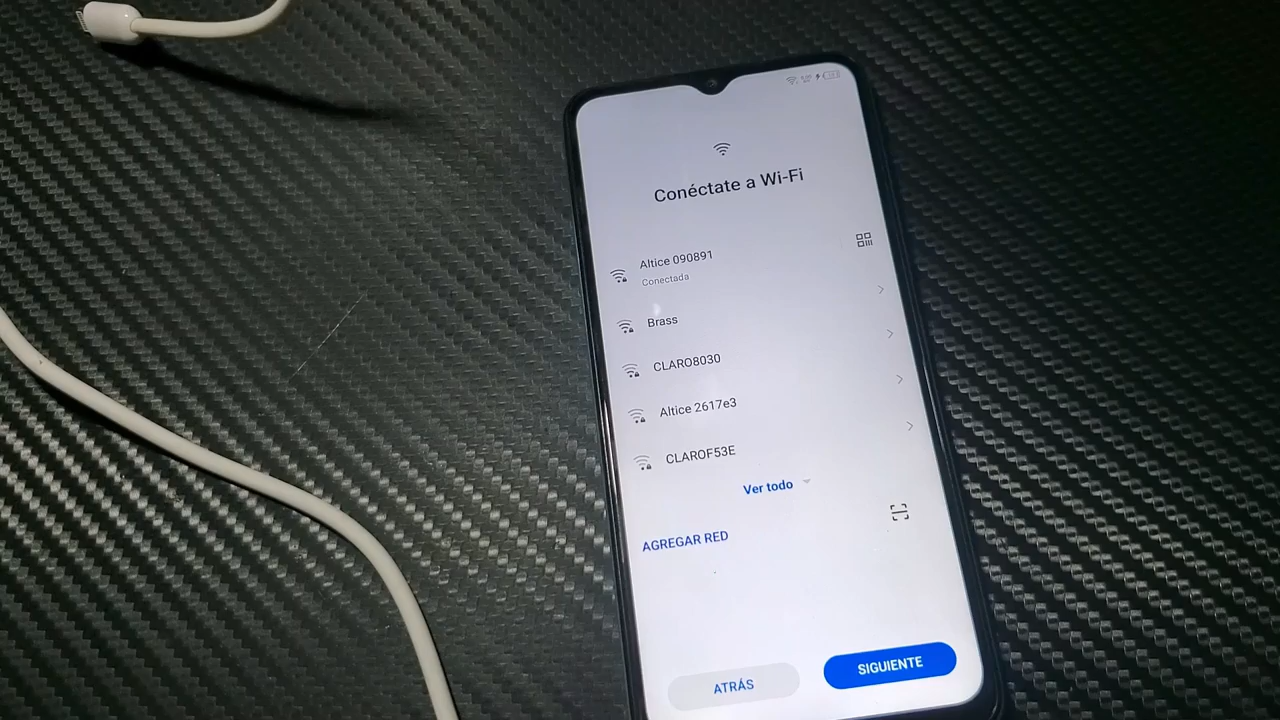 Conéctate a Wi-Fi
Altice 090891
Conectada
Brass
CLARO8030
Altice 2617e3
CLAROF53E
Ver todo
AGREGAR RED
ATRÁS
SIGUIENTE